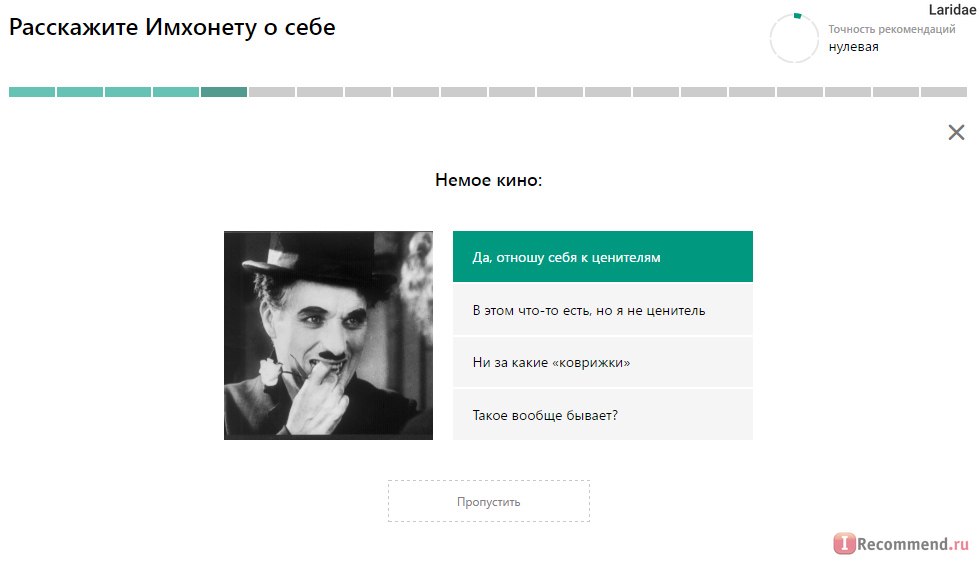 Laridae
Расскажите Имхонету о себе
Точность рекомендаций
нулевая
Немое кино:
Да, отношу себя к ценителям
В этом что-то есть, но я не ценитель
Ни за какие «коврижки»
Такое вообще бывает?
Пропустить
IRecommend.ru